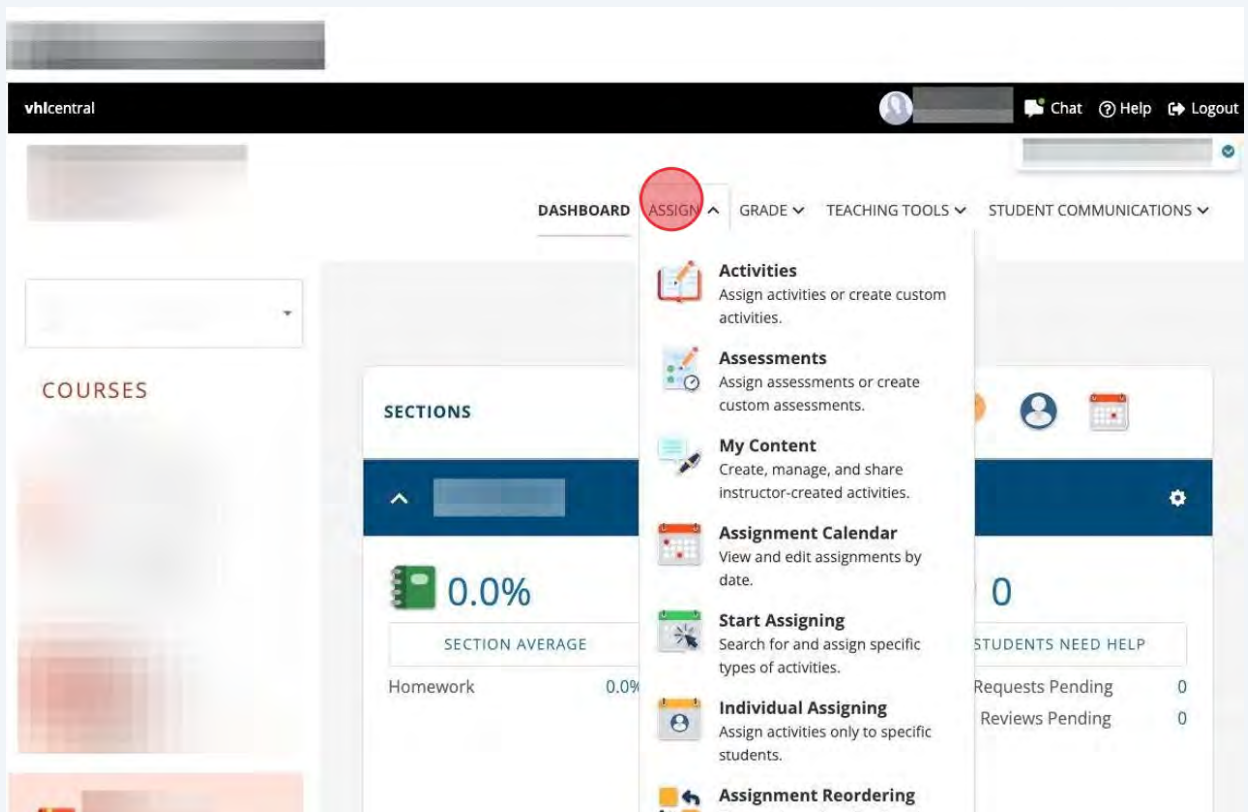 vhlcentral
Chat
Help
Logout
DASHBOARD
ASSIGN
GRADE
TEACHING TOOLS
STUDENT COMMUNICATIONS
Activities
Assign activities or create custom
activities.
Assessments
Assign assessments or create
custom assessments.
My Content
Create, manage, and share
instructor-created activities.
Assignment Calendar
View and edit assignments by
date.
Start Assigning
Search for and assign specific
types of activities.
Individual Assigning
Assign activities only to specific
students.
Assignment Reordering
COURSES
SECTIONS
0.0%
SECTION AVERAGE
Homework 0.0%
0
STUDENTS NEED HELP
Requests Pending 0
Reviews Pending 0